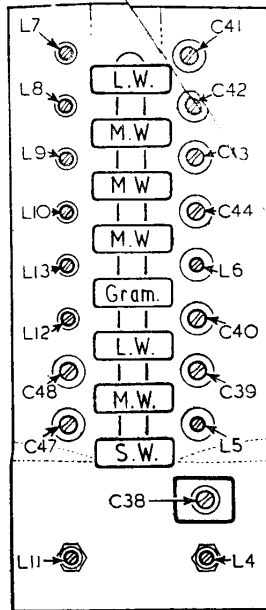 L7 C41
L.W.
L8 C42
M.W
L9 C13
M W
L10 C44
M.W
L13 L6
Gram.
L12 C40
L.W.
C48 C39
M.W.
C47 L5
S.W.
C38
L11 L4